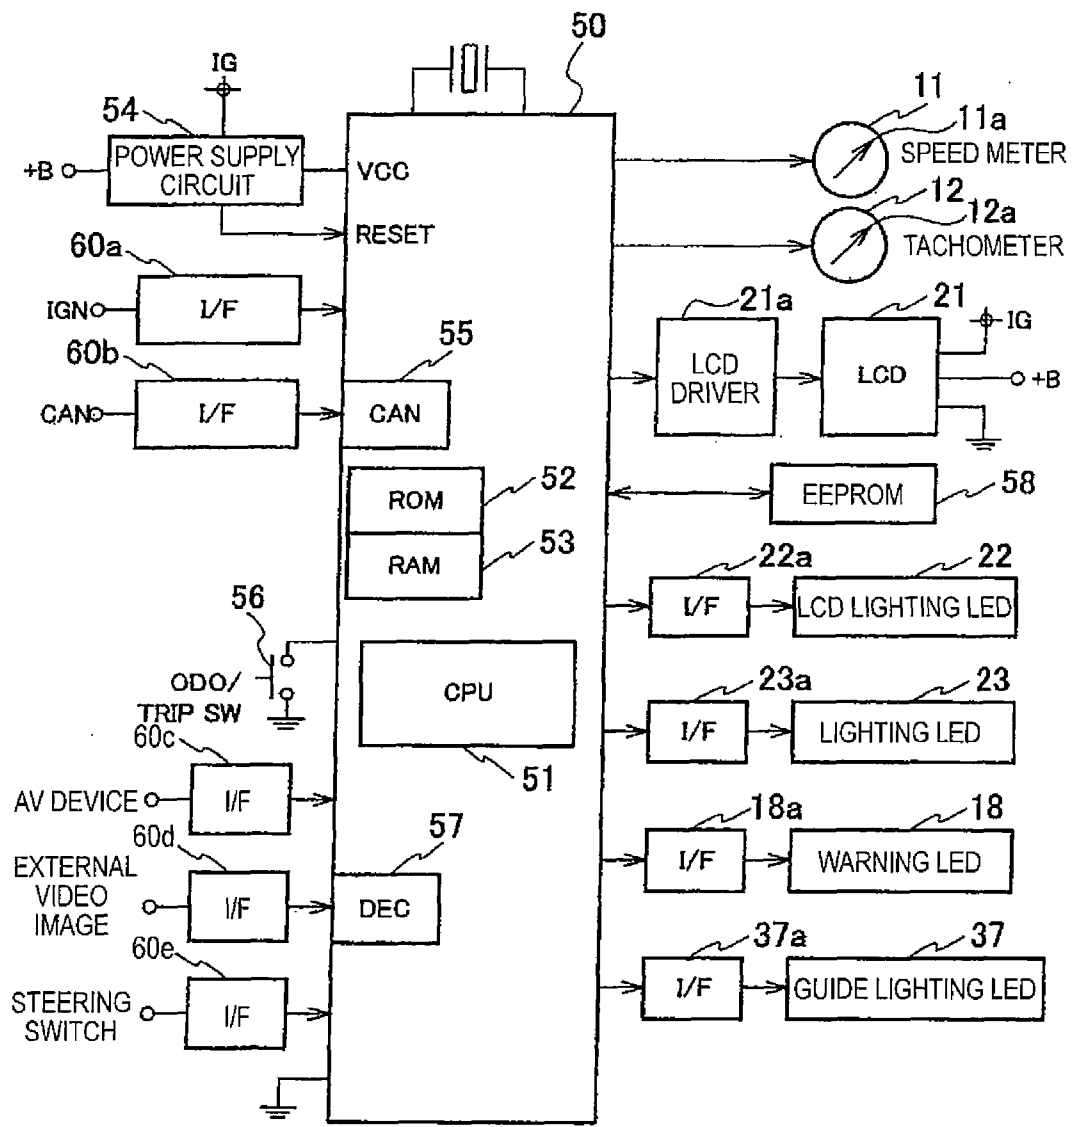 50
IG
54
POWER SUPPLY
CIRCUIT
+B
VCC
RESET
11
11a
SPEED METER
12
12a
TACHOMETER
60a
IGN
I/F
60b
CAN
I/F
55
CAN
21a
LCD
DRIVER
21
LCD
IG
+B
ROM
52
RAM
53
EEPROM
58
22a
I/F
22
LCD LIGHTING LED
56
ODO/
TRIP SW
CPU
51
23a
I/F
23
LIGHTING LED
60c
AV DEVICE
I/F
18a
I/F
18
WARNING LED
60d
EXTERNAL
VIDEO
IMAGE
I/F
57
DEC
37a
I/F
37
GUIDE LIGHTING LED
60e
STEERING
SWITCH
I/F